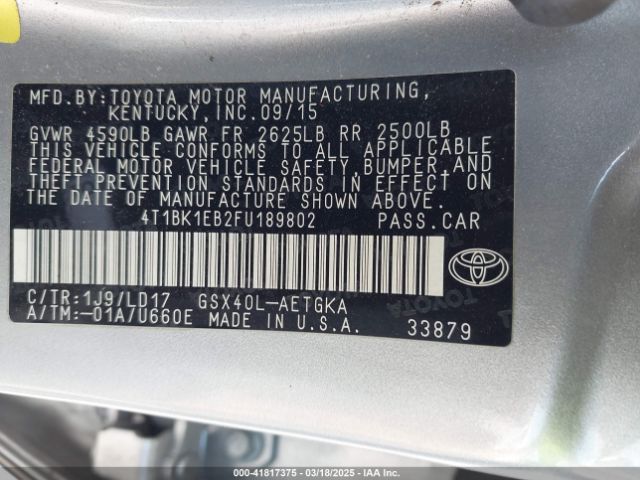 MFD.BY:TOYOTA MOTOR MANUFACTURING,
KENTUCKY,INC.09/15
GVWR 4590LB GAWR FR 2625LB RR 2500LB
THIS VEHICLE CONFORMS TO ALL APPLICABLE
FEDERAL MOTOR VEHICLE SAFETY,BUMPER,AND
THEFT PREVENTION STANDARDS IN EFFECT ON
THE DATE OF MANUFACTURE SHOWN ABOVE.
4T1BK1EB2FU189802 PASS.CAR
C/TR:1J9/LD17 GSX40L-AETGKA
A/TM:-01A/U660E MADE IN U.S.A. 33879
000-41817375 - 03/18/2025 - IAA Inc.